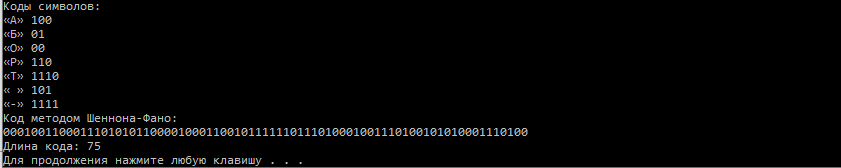 Коды символов:
«А» 100
«Б» 01
«О» 00
«Р» 110
«Т» 1110
« » 101
«-» 1111
Код методом Шеннона-Фано:
000100110001110101011000010001100101111110111010001001110100101010001110100
Длина кода: 75
Для продолжения нажмите любую клавишу . . .